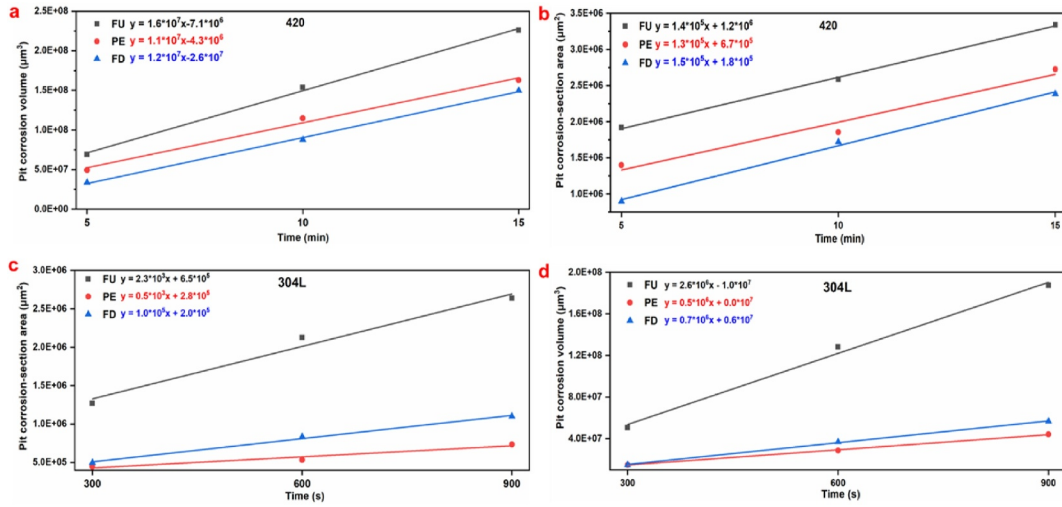 a
420
FU y = 1.6*10⁷x-7.1*10⁶
PE y = 1.1*10⁷x-4.3*10⁶
FD y = 1.2*10⁷x-2.6*10⁷
Pit corrosion volume (μm³)
2.5E+08
2.0E+08
1.5E+08
1.0E+08
5.0E+07
0.0E+00
5
10
15
Time (min)
b
420
FU y = 1.4*10⁵x + 1.2*10⁶
PE y = 1.3*10⁵x + 6.7*10⁵
FD y = 1.5*10⁵x + 1.8*10⁵
Pit corrosion-section area (μm²)
3.5E+06
3.0E+06
2.5E+06
2.0E+06
1.5E+06
1.0E+06
5
10
15
Time (min)
c
304L
FU y = 2.3*10³x + 6.5*10⁵
PE y = 0.5*10³x + 2.8*10⁵
FD y = 1.0*10⁵x + 2.0*10⁵
Pit corrosion-section area (μm²)
3.0E+06
2.5E+06
2.0E+06
1.5E+06
1.0E+06
5.0E+05
300
600
900
Time (s)
d
304L
FU y = 2.6*10⁶x - 1.0*10⁷
PE y = 0.5*10⁶x + 0.0*10⁷
FD y = 0.7*10⁶x + 0.6*10⁷
Pit corrosion volume (μm³)
2.0E+08
1.6E+08
1.2E+08
8.0E+07
4.0E+07
300
600
900
Time (s)